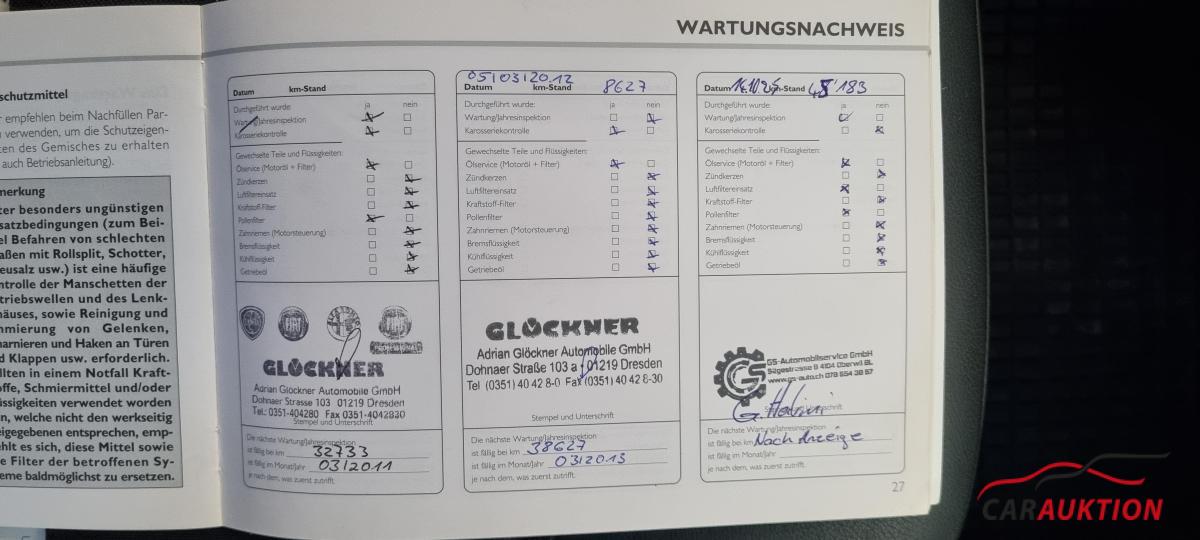 WARTUNGSNACHWEIS
schutzmittel
empfehlen beim Nachfüllen Par-
verwenden, um die Schutzeigen-
ten des Gemisches zu erhalten
auch Betriebsanleitung).
merkung
ter besonders ungünstigen
satzbedingungen (zum Bei-
el Befahren von schlechten
aßen mit Rollsplit, Schotter,
eusalz usw.) ist eine häufige
ntrolle der Manschetten der
triebswellen und des Lenk-
häuses, sowie Reinigung und
hmierung von Gelenken,
harnieren und Haken an Türen
d Klappen usw. erforderlich.
llten in einem Notfall Kraft-
offe, Schmiermittel und/oder
üssigkeiten verwendet worden
n, welche nicht den werkseitig
eigegebenen entsprechen, emp-
ehlt es sich, diese Mittel sowie
e Filter der betroffenen Sy-
eme baldmöglichst zu ersetzen.
Datum km-Stand
Durchgeführt wurde: ja nein
Wartung/Jahresinspektion
Karosseriekontrolle
Gewechselte Teile und Flüssigkeiten:
Ölservice (Motoröl + Filter)
Zündkerzen
Luftfiltereinsatz
Kraftstoff-Filter
Pollenfilter
Zahnriemen (Motorsteuerung)
Bremsflüssigkeit
Kühlflüssigkeit
Getriebeöl
FIAT
GLÖCKNER
Adrian Glöckner Automobile GmbH
Dohnaer Straße 103 01219 Dresden
Tel.: 0351-404280 Fax 0351-4042830
Stempel und Unterschrift
Die nächste Wartung/Jahresinspektion
ist fällig bei km 32733
ist fällig im Monat/Jahr 03/2011
je nach dem, was zuerst zutrifft.
05/03/2012 8627
Datum km-Stand
Durchgeführt wurde: ja nein
Wartung/Jahresinspektion
Karosseriekontrolle
Gewechselte Teile und Flüssigkeiten:
Ölservice (Motoröl + Filter)
Zündkerzen
Luftfiltereinsatz
Kraftstoff-Filter
Pollenfilter
Zahnriemen (Motorsteuerung)
Bremsflüssigkeit
Kühlflüssigkeit
Getriebeöl
GLÖCKNER
Adrian Glöckner Automobile GmbH
Dohnaer Straße 103 a · 01219 Dresden
Tel (0351) 40 42 8-0 Fax (0351) 40 42 8-30
Stempel und Unterschrift
Die nächste Wartung/Jahresinspektion
ist fällig bei km 38627
ist fällig im Monat/Jahr 03/2013
je nach dem, was zuerst zutrifft.
Datum km-Stand
Durchgeführt wurde: ja nein
Wartung/Jahresinspektion
Karosseriekontrolle
Gewechselte Teile und Flüssigkeiten:
Ölservice (Motoröl + Filter)
Zündkerzen
Luftfiltereinsatz
Kraftstoff-Filter
Pollenfilter
Zahnriemen (Motorsteuerung)
Bremsflüssigkeit
Kühlflüssigkeit
Getriebeöl
GS
GS-Automobilservice GmbH
Sägestrasse 9 4104 Oberwil BL
www.gs-auto.ch
Die nächste Wartung/Jahresinspektion
ist fällig bei km Nach Anzeige
ist fällig im Monat/Jahr
je nach dem, was zuerst zutrifft.
27
CARAUKTION